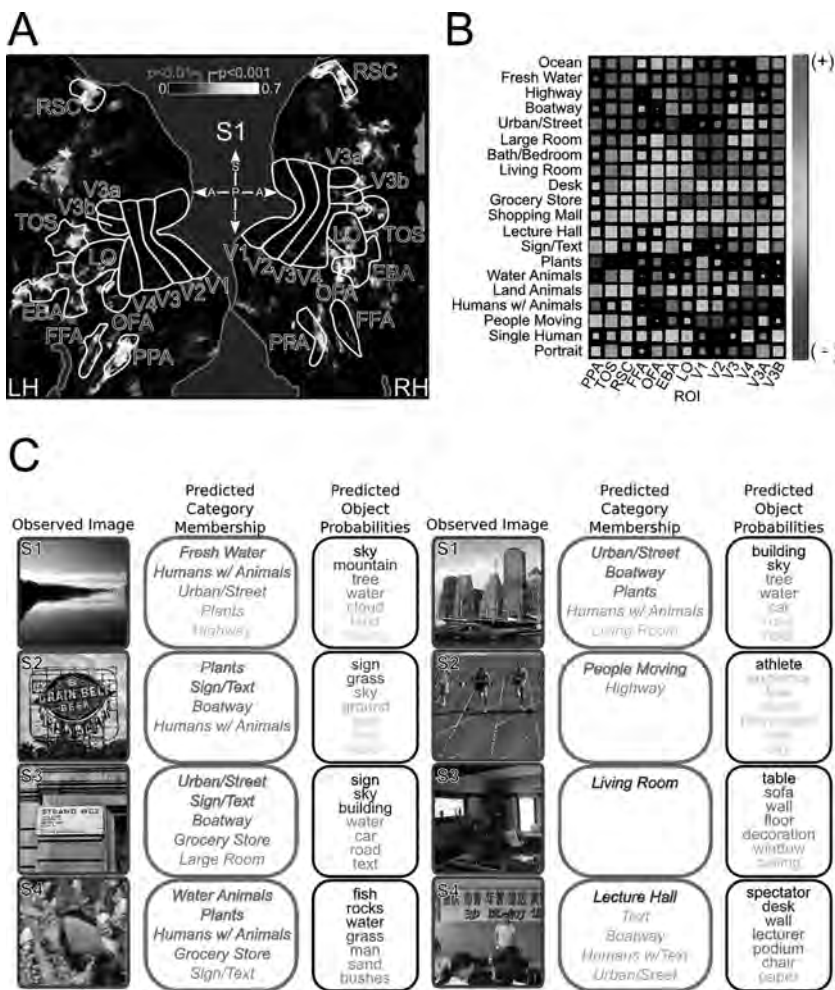 A
p<0.01
p<0.001
0
0.7
RSC
RSC
S1
S
A P A
I
V3a
V3b
TOS
LO
EBA
FFA
OFA
PPA
V4
V3
V2
V1
V3a
V3b
TOS
LO
EBA
OFA
FFA
PPA
V1
V2
V3
V4
LH
RH
B
Ocean
Fresh Water
Highway
Boatway
Urban/Street
Large Room
Bath/Bedroom
Living Room
Desk
Grocery Store
Shopping Mall
Lecture Hall
Sign/Text
Plants
Water Animals
Land Animals
Humans w/ Animals
People Moving
Single Human
Portrait
PPA TOS RSC FFA OFA EBA LO V1 V2 V3 V4 V3A V3B
ROI
(+)
(-)
C
Observed Image
Predicted
Category
Membership
Predicted
Object
Probabilities
Observed Image
Predicted
Category
Membership
Predicted
Object
Probabilities
S1
Fresh Water
Humans w/ Animals
Urban/Street
Plants
Highway
sky
mountain
tree
water
cloud
S1
Urban/Street
Boatway
Plants
Humans w/ Animals
Living Room
building
sky
tree
water
car
S2
GRAIN BELT
BEER
Plants
Sign/Text
Boatway
Humans w/ Animals
sign
grass
sky
ground
S2
People Moving
Highway
athlete
S3
Urban/Street
Sign/Text
Boatway
Grocery Store
Large Room
sign
sky
building
water
car
road
text
S3
Living Room
table
sofa
wall
floor
decoration
window
ceiling
S4
Water Animals
Plants
Humans w/ Animals
Grocery Store
Sign/Text
fish
rocks
water
grass
man
sand
bushes
S4
Lecture Hall
Text
Boatway
Humans w/Text
Urban/Sreet
spectator
desk
wall
lecturer
podium
chair
paper